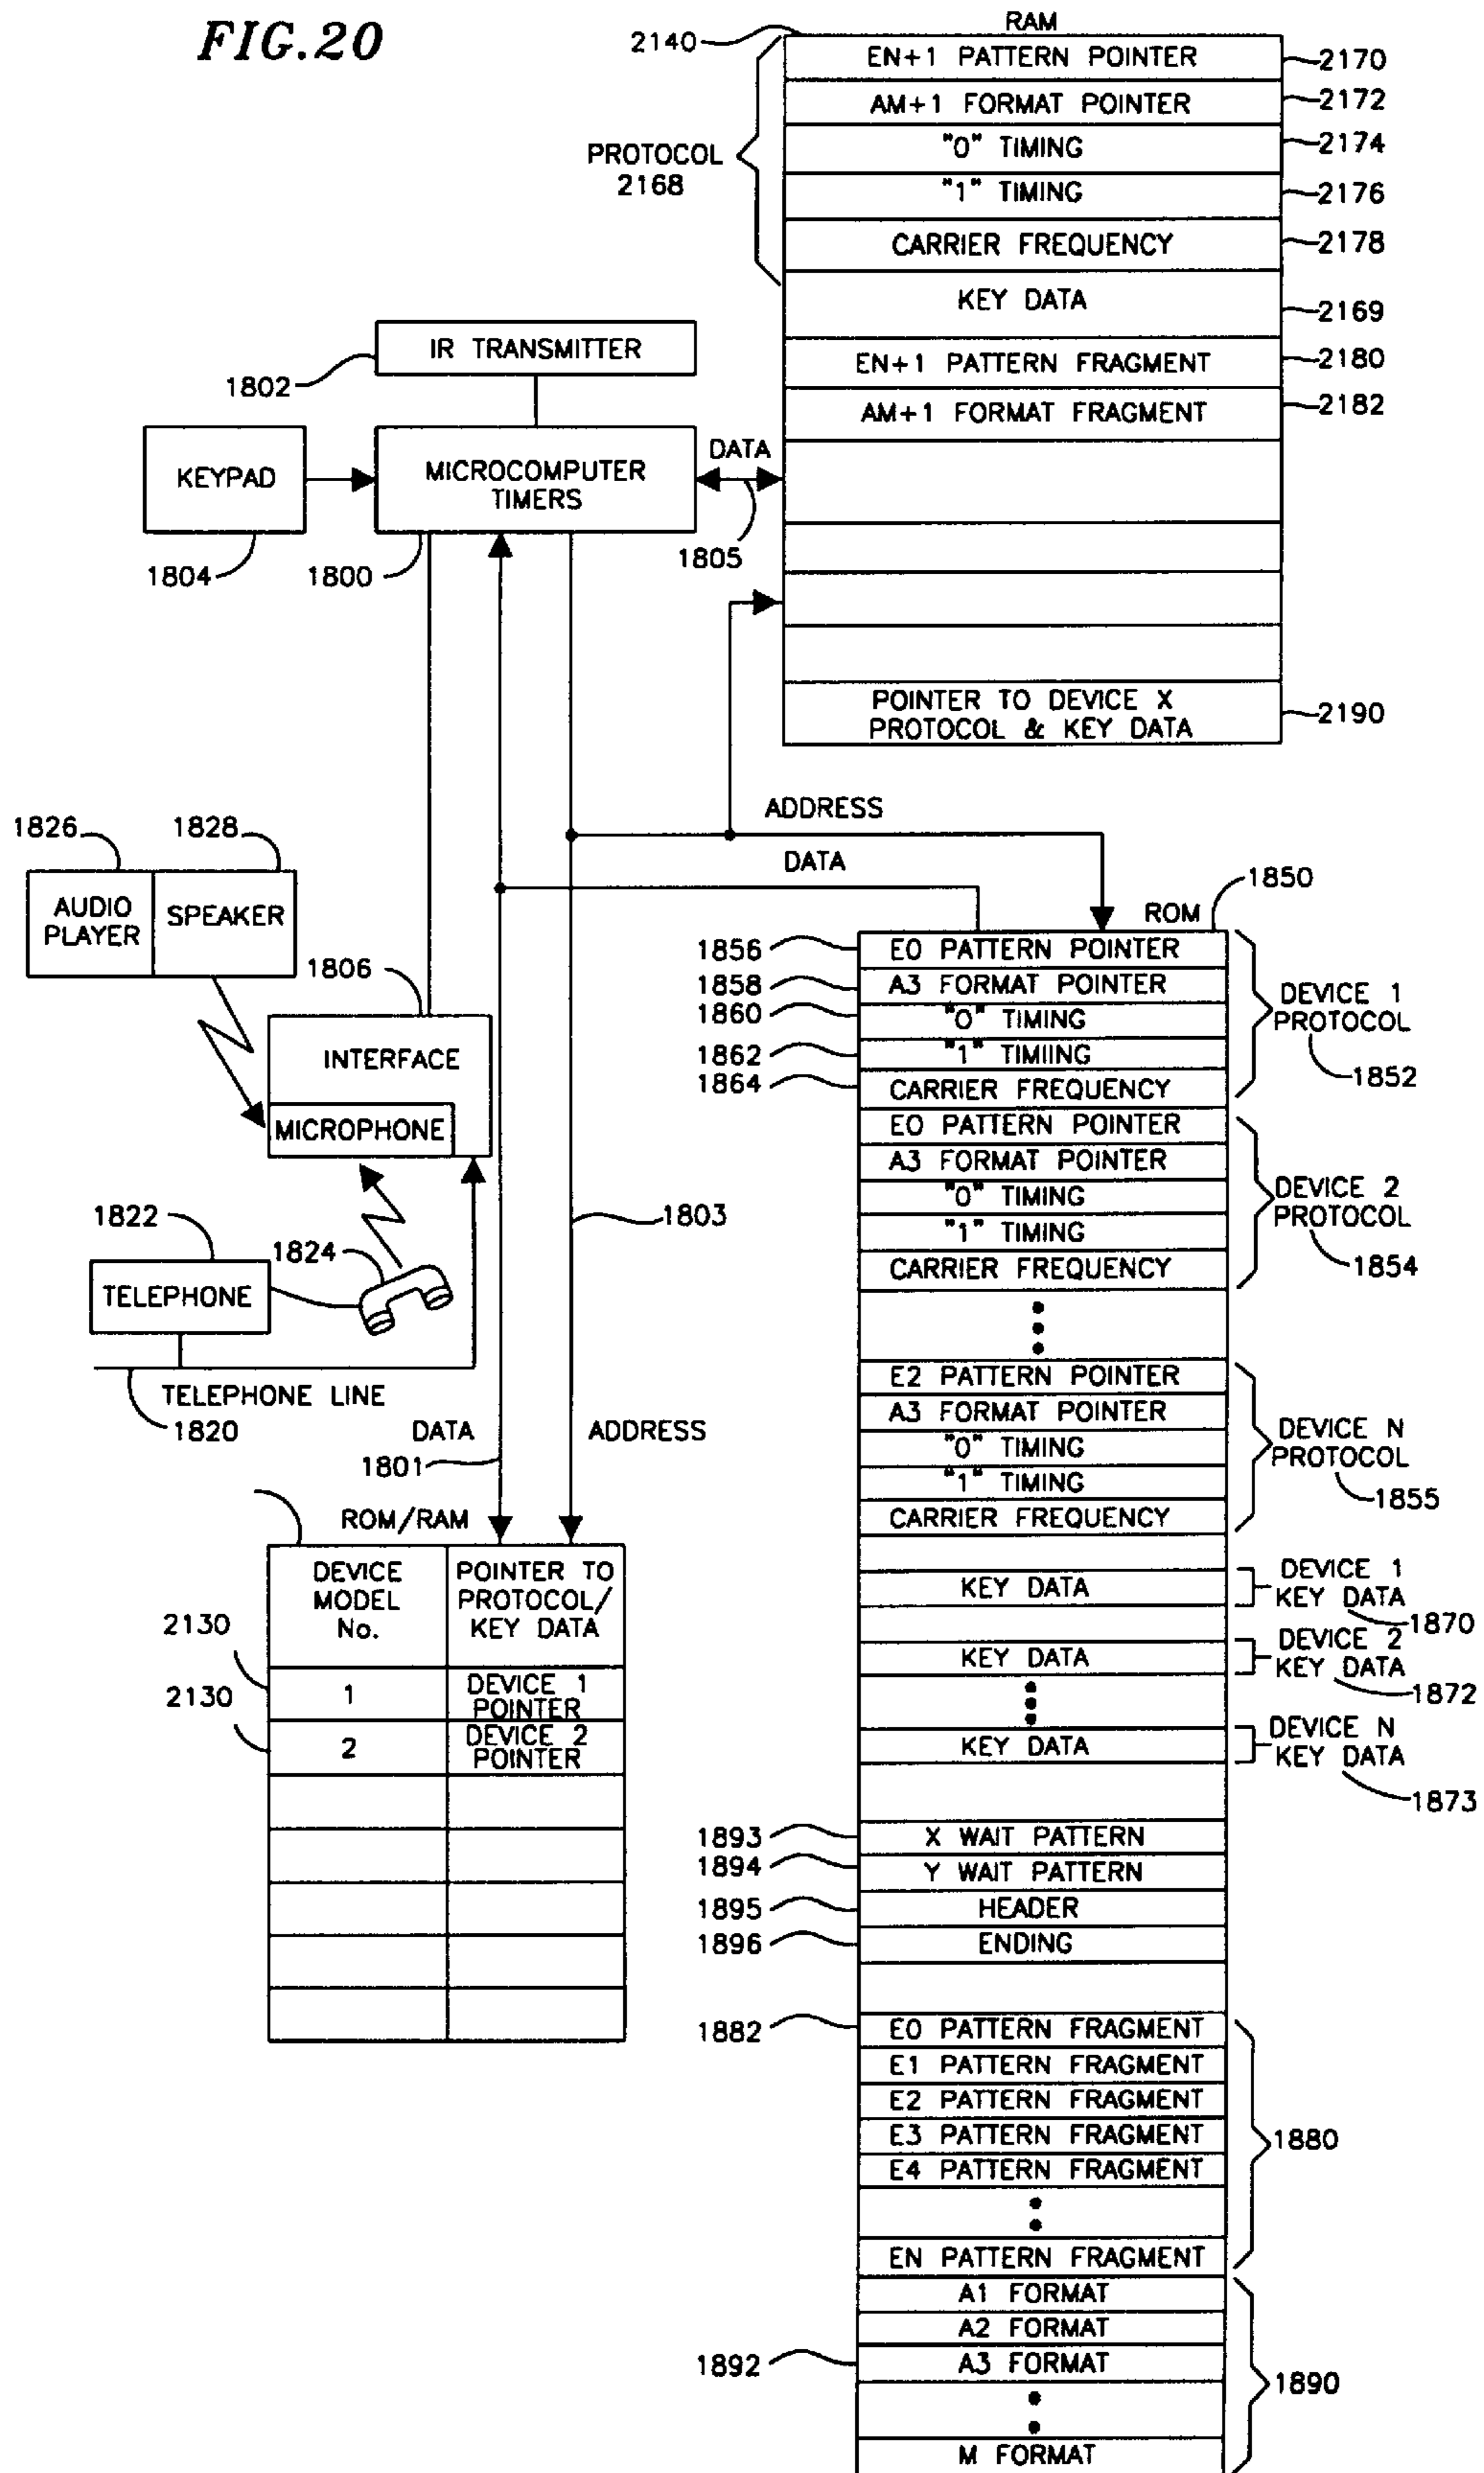 FIG.20
RAM
2140
EN+1 PATTERN POINTER
2170
AM+1 FORMAT POINTER
2172
"0" TIMING
2174
PROTOCOL
2168
"1" TIMING
2176
CARRIER FREQUENCY
2178
KEY DATA
2169
EN+1 PATTERN FRAGMENT
2180
AM+1 FORMAT FRAGMENT
2182
POINTER TO DEVICE X
PROTOCOL & KEY DATA
2190
IR TRANSMITTER
1802
KEYPAD
1804
MICROCOMPUTER
TIMERS
1800
DATA
1805
ADDRESS
DATA
1826
1828
AUDIO
PLAYER
SPEAKER
1806
INTERFACE
MICROPHONE
1822
1824
TELEPHONE
TELEPHONE LINE
1820
1803
DATA
1801
ADDRESS
ROM/RAM
DEVICE
MODEL
No.
POINTER TO
PROTOCOL/
KEY DATA
2130
1
DEVICE 1
POINTER
2130
2
DEVICE 2
POINTER
1850
ROM
1856
E0 PATTERN POINTER
1858
A3 FORMAT POINTER
1860
"0" TIMING
1862
"1" TIMIING
1864
CARRIER FREQUENCY
DEVICE 1
PROTOCOL
1852
E0 PATTERN POINTER
A3 FORMAT POINTER
"0" TIMING
"1" TIMING
CARRIER FREQUENCY
DEVICE 2
PROTOCOL
1854
E2 PATTERN POINTER
A3 FORMAT POINTER
"0" TIMING
"1" TIMING
CARRIER FREQUENCY
DEVICE N
PROTOCOL
1855
KEY DATA
DEVICE 1
KEY DATA
1870
KEY DATA
DEVICE 2
KEY DATA
1872
KEY DATA
DEVICE N
KEY DATA
1873
1893
X WAIT PATTERN
1894
Y WAIT PATTERN
1895
HEADER
1896
ENDING
1882
E0 PATTERN FRAGMENT
E1 PATTERN FRAGMENT
E2 PATTERN FRAGMENT
E3 PATTERN FRAGMENT
E4 PATTERN FRAGMENT
1880
EN PATTERN FRAGMENT
A1 FORMAT
A2 FORMAT
1892
A3 FORMAT
1890
M FORMAT